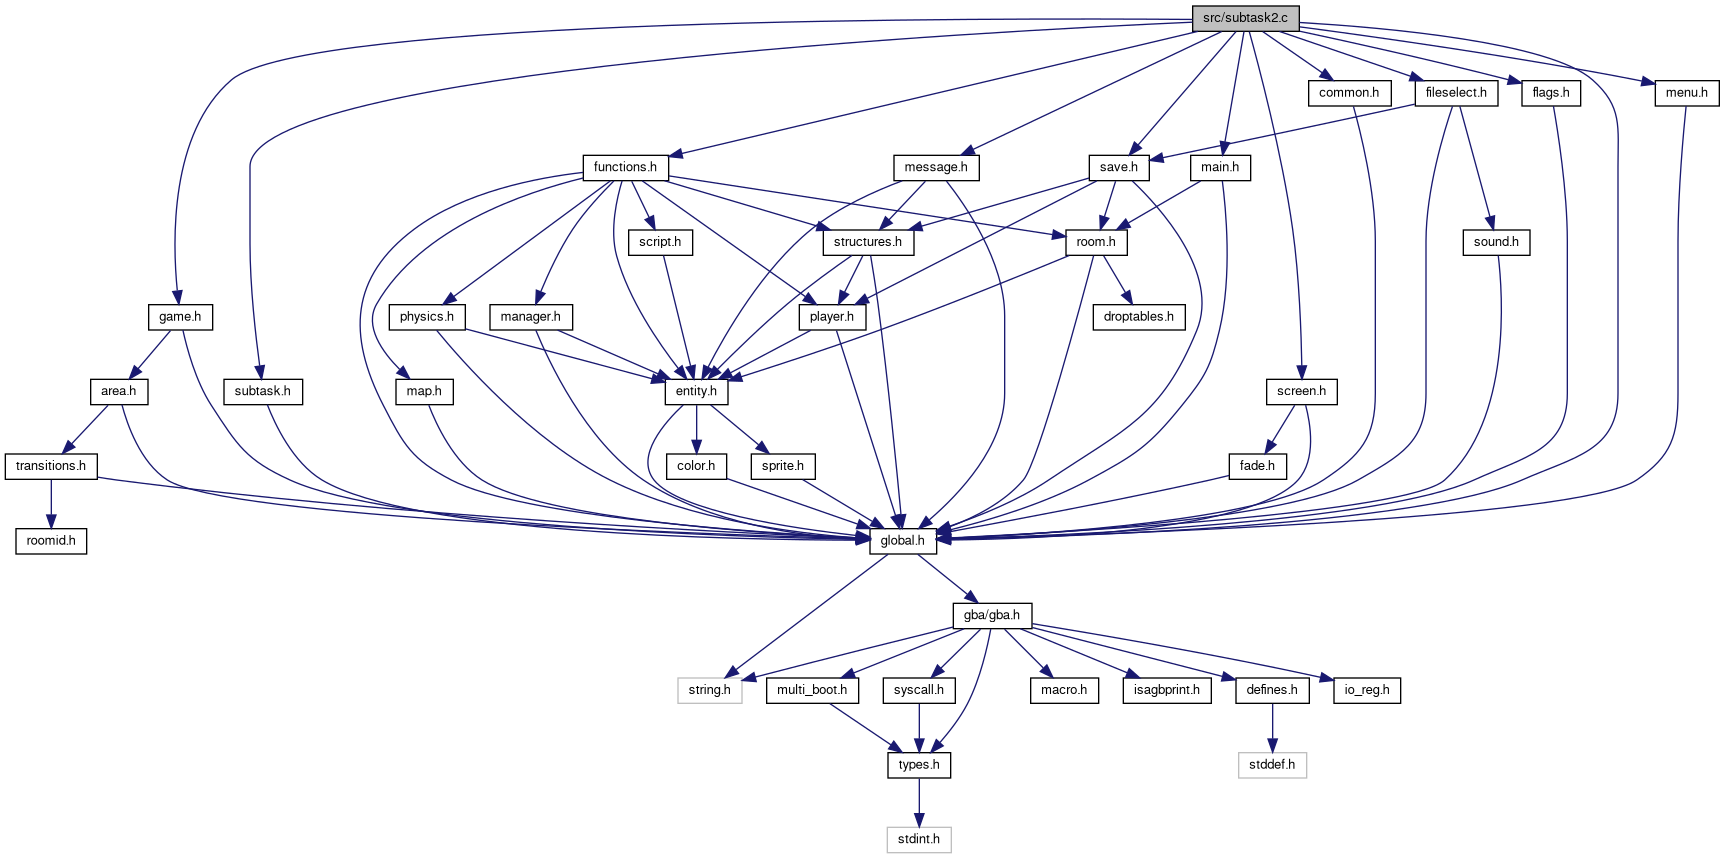 src/subtask2.c
common.h
fileselect.h
flags.h
menu.h
functions.h
message.h
save.h
main.h
script.h
structures.h
room.h
sound.h
game.h
physics.h
manager.h
player.h
droptables.h
area.h
subtask.h
map.h
entity.h
screen.h
transitions.h
color.h
sprite.h
fade.h
roomid.h
global.h
gba/gba.h
string.h
multi_boot.h
syscall.h
macro.h
isagbprint.h
defines.h
io_reg.h
types.h
stddef.h
stdint.h